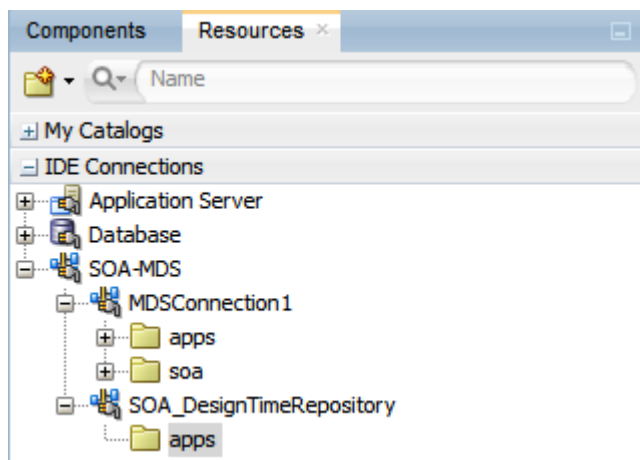 Components Resources
Name
My Catalogs
IDE Connections
Application Server
Database
SOA-MDS
MDSConnection1
apps
soa
SOA_DesignTimeRepository
apps